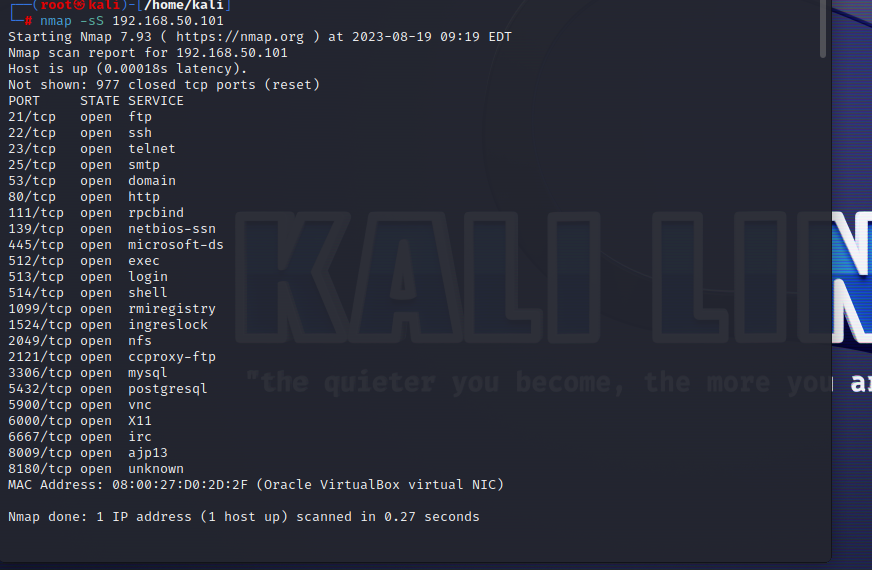 ┌──(root㉿kali)-[/home/kali]
└─# nmap -sS 192.168.50.101
Starting Nmap 7.93 ( https://nmap.org ) at 2023-08-19 09:19 EDT
Nmap scan report for 192.168.50.101
Host is up (0.00018s latency).
Not shown: 977 closed tcp ports (reset)
PORT     STATE SERVICE
21/tcp   open  ftp
22/tcp   open  ssh
23/tcp   open  telnet
25/tcp   open  smtp
53/tcp   open  domain
80/tcp   open  http
111/tcp  open  rpcbind
139/tcp  open  netbios-ssn
445/tcp  open  microsoft-ds
512/tcp  open  exec
513/tcp  open  login
514/tcp  open  shell
1099/tcp open  rmiregistry
1524/tcp open  ingreslock
2049/tcp open  nfs
2121/tcp open  ccproxy-ftp
3306/tcp open  mysql
5432/tcp open  postgresql
5900/tcp open  vnc
6000/tcp open  X11
6667/tcp open  irc
8009/tcp open  ajp13
8180/tcp open  unknown
MAC Address: 08:00:27:D0:2D:2F (Oracle VirtualBox virtual NIC)
Nmap done: 1 IP address (1 host up) scanned in 0.27 seconds
KALI LIN
"the quieter you become, the more you ar